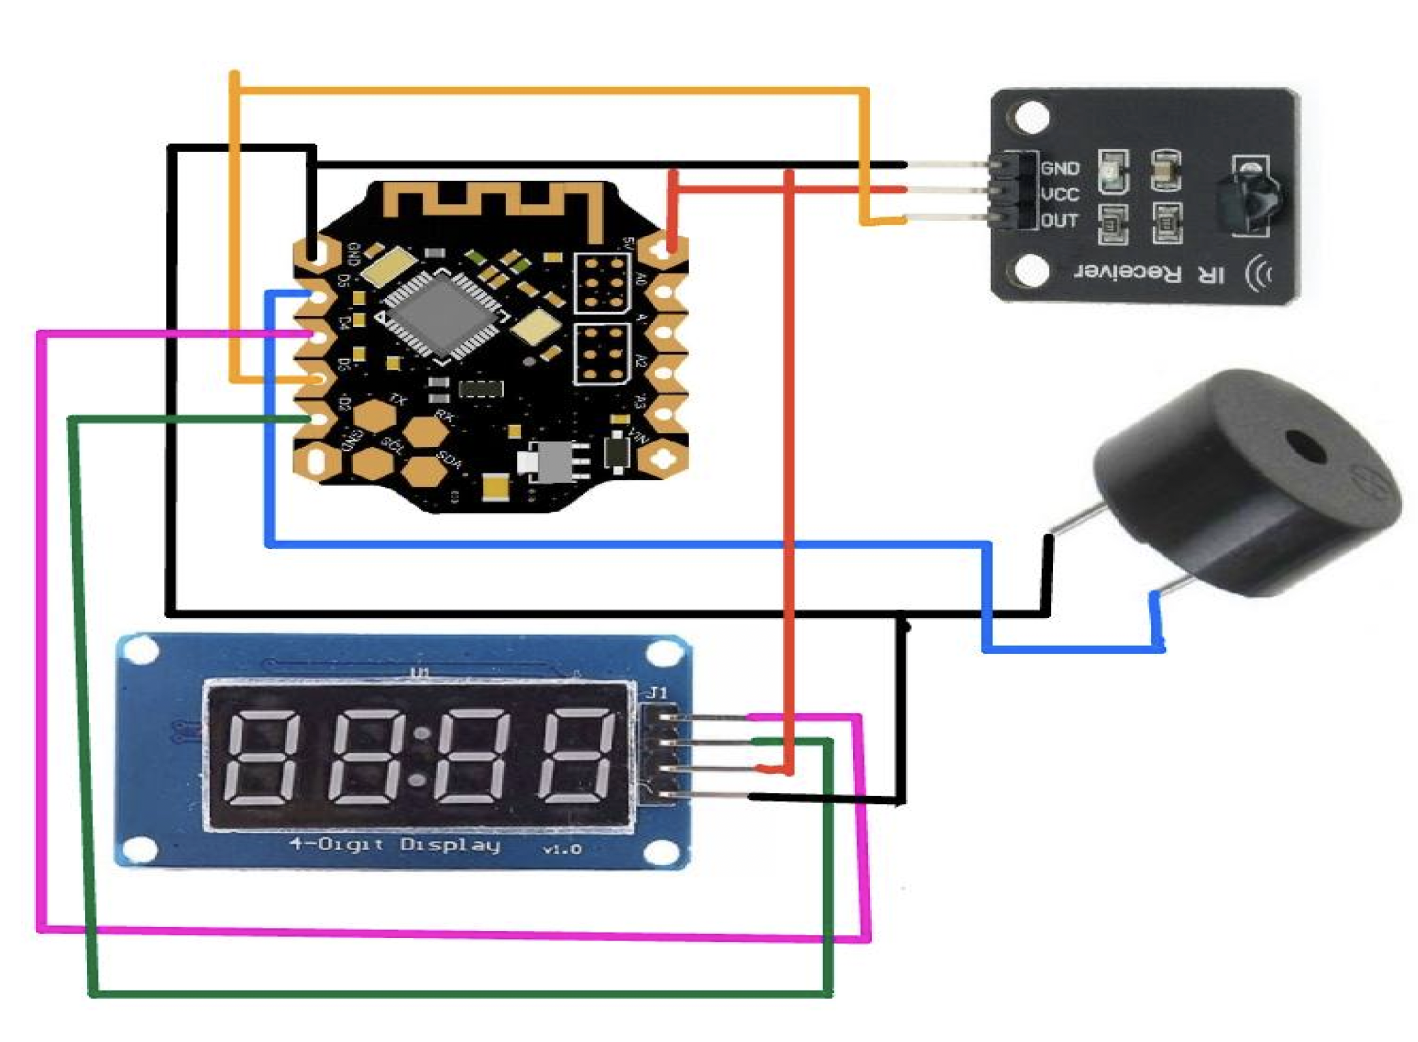 GND
VCC
OUT
IR Receiver
GND
D5
D4
D3
D2
GND
TX
RX
SCL
SDA
5V
A0
A
A2
A3
VIN
U1
J1
4-Digit Display
v1.0